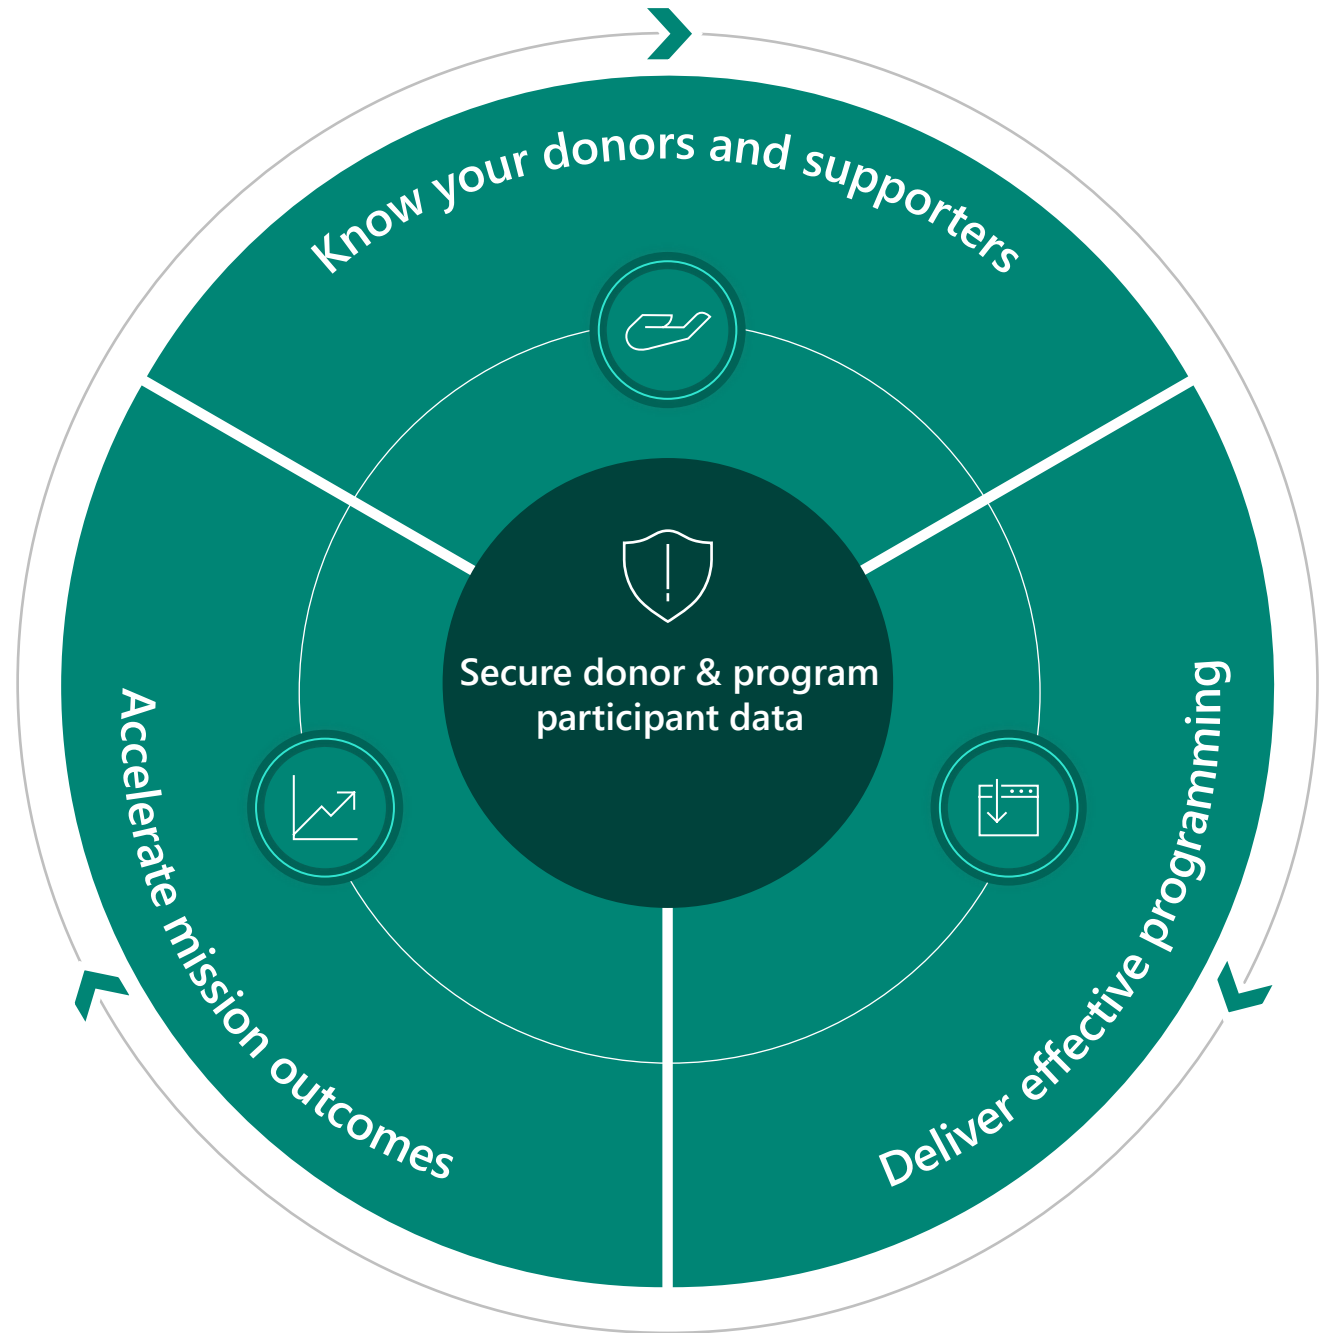 Know your donors and supporters
Secure donor & program
participant data
Accelerate mission outcomes
Deliver effective programming